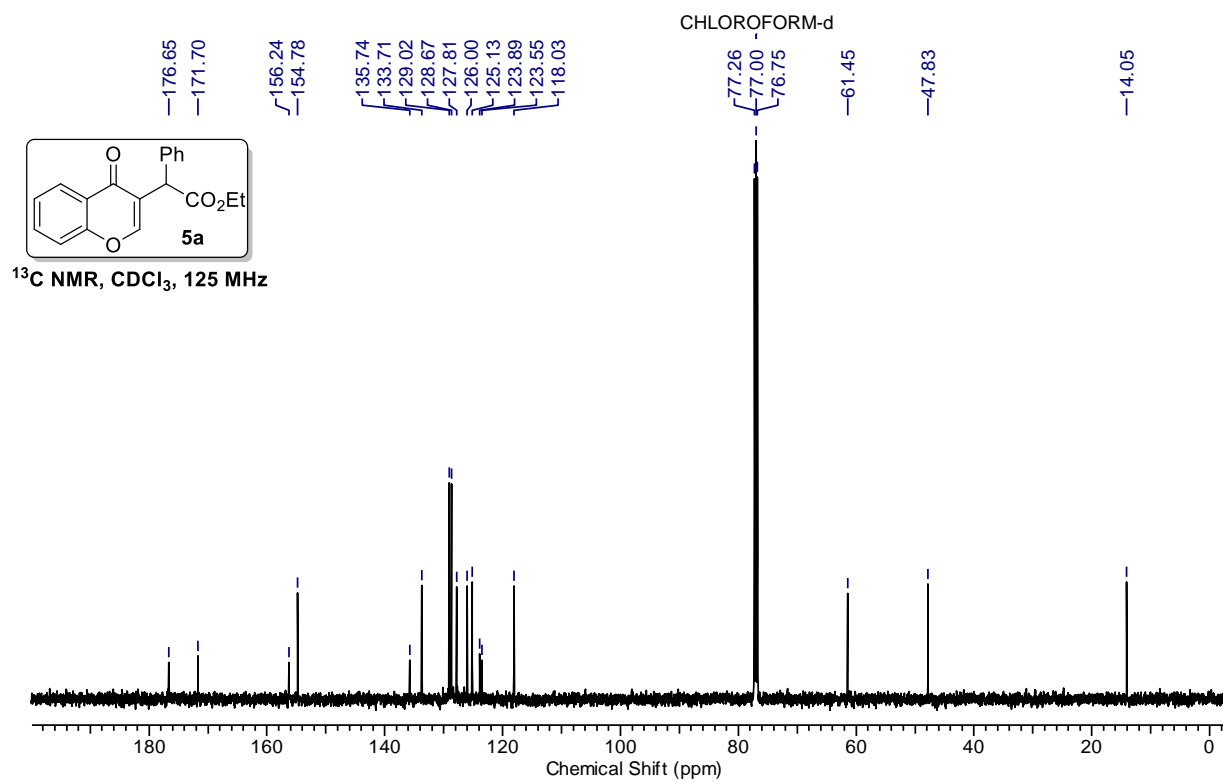 CHLOROFORM-d
176.65
171.70
156.24
154.78
135.74
133.71
129.02
128.67
127.81
126.00
125.13
123.89
123.55
118.03
77.26
77.00
76.75
61.45
47.83
14.05
O
Ph
CO₂Et
O
5a
¹³C NMR, CDCl₃, 125 MHz
180 160 140 120 100 80 60 40 20 0
Chemical Shift (ppm)